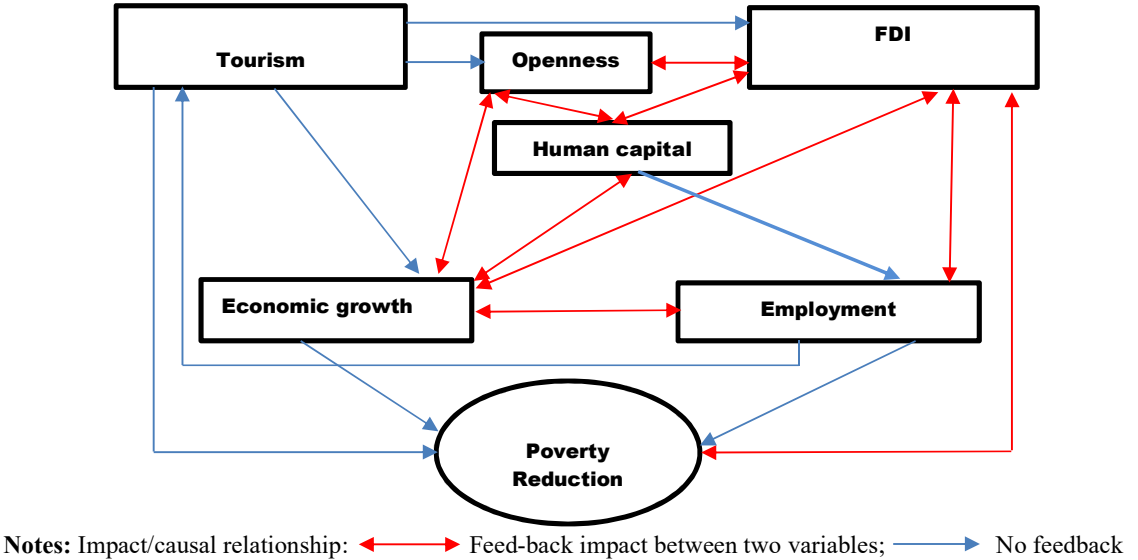 Tourism
Openness
FDI
Human capital
Economic growth
Employment
Poverty
Reduction
Notes: Impact/causal relationship: Feed-back impact between two variables; No feedback